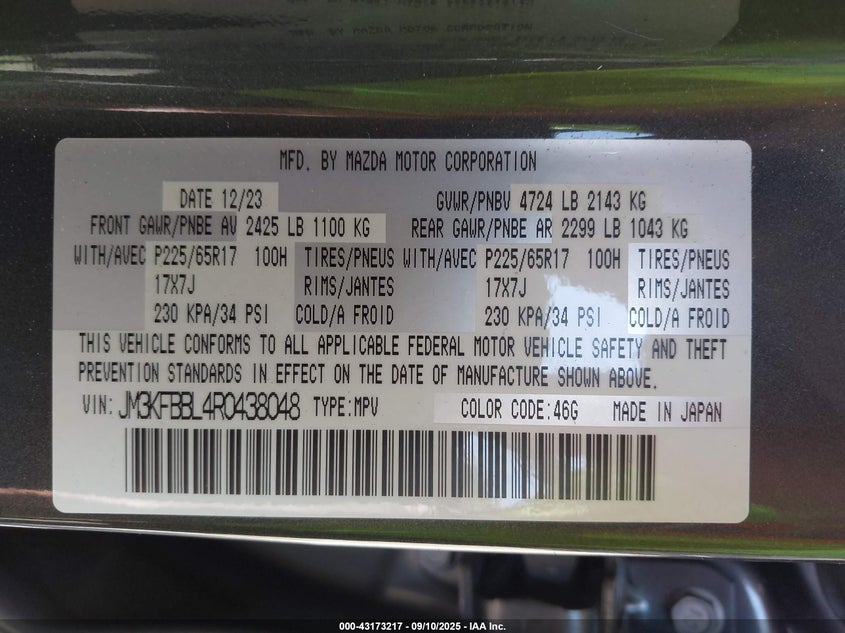 MFD. BY MAZDA MOTOR CORPORATION
DATE 12/23 GVWR/PNBV 4724 LB 2143 KG
FRONT GAWR/PNBE AV 2425 LB 1100 KG REAR GAWR/PNBE AR 2299 LB 1043 KG
WITH/AVEC P225/65R17 100H TIRES/PNEUS WITH/AVEC P225/65R17 100H TIRES/PNEUS
17X7J RIMS/JANTES 17X7J RIMS/JANTES
230 KPA/34 PSI COLD/A FROID 230 KPA/34 PSI COLD/A FROID
THIS VEHICLE CONFORMS TO ALL APPLICABLE FEDERAL MOTOR VEHICLE SAFETY AND THEFT
PREVENTION STANDARDS IN EFFECT ON THE DATE OF MANUFACTURE SHOWN ABOVE.
VIN: JM3KFBBL4R0438048 TYPE:MPV COLOR CODE:46G MADE IN JAPAN
000-43173217 - 09/10/2025 - IAA Inc.